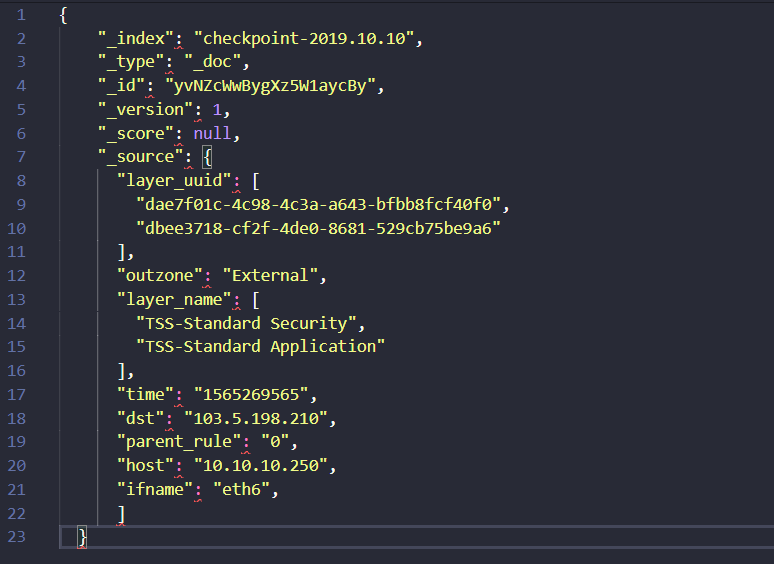 1 {
2 "_index": "checkpoint-2019.10.10",
3 "_type": "_doc",
4 "_id": "yvNZcWwBygXz5W1aycBy",
5 "_version": 1,
6 "_score": null,
7 "_source": {
8 "layer_uuid": [
9 "dae7f01c-4c98-4c3a-a643-bfbb8fcf40f0",
10 "dbee3718-cf2f-4de0-8681-529cb75be9a6"
11 ],
12 "outzone": "External",
13 "layer_name": [
14 "TSS-Standard Security",
15 "TSS-Standard Application"
16 ],
17 "time": "1565269565",
18 "dst": "103.5.198.210",
19 "parent_rule": "0",
20 "host": "10.10.10.250",
21 "ifname": "eth6",
22 ]
23 }